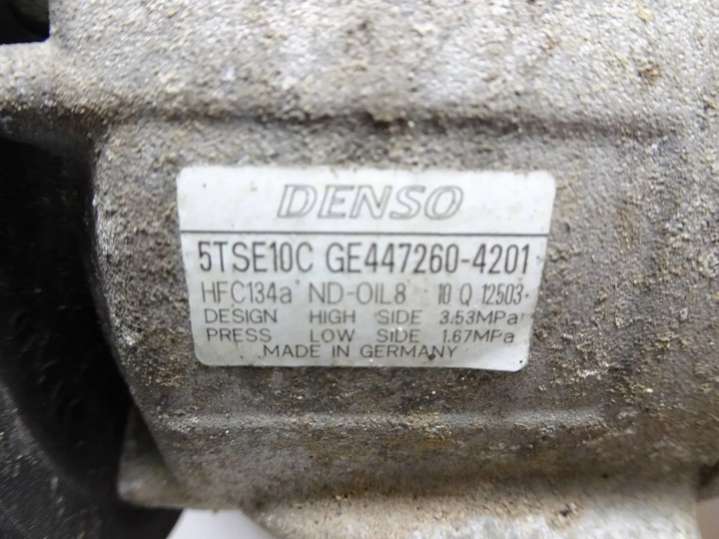 DENSO
5TSE10C GE447260-4201
HFC134a ND-OIL8 10 Q 12503
DESIGN HIGH SIDE 3.53MPa
PRESS LOW SIDE 1.67MPa
MADE IN GERMANY